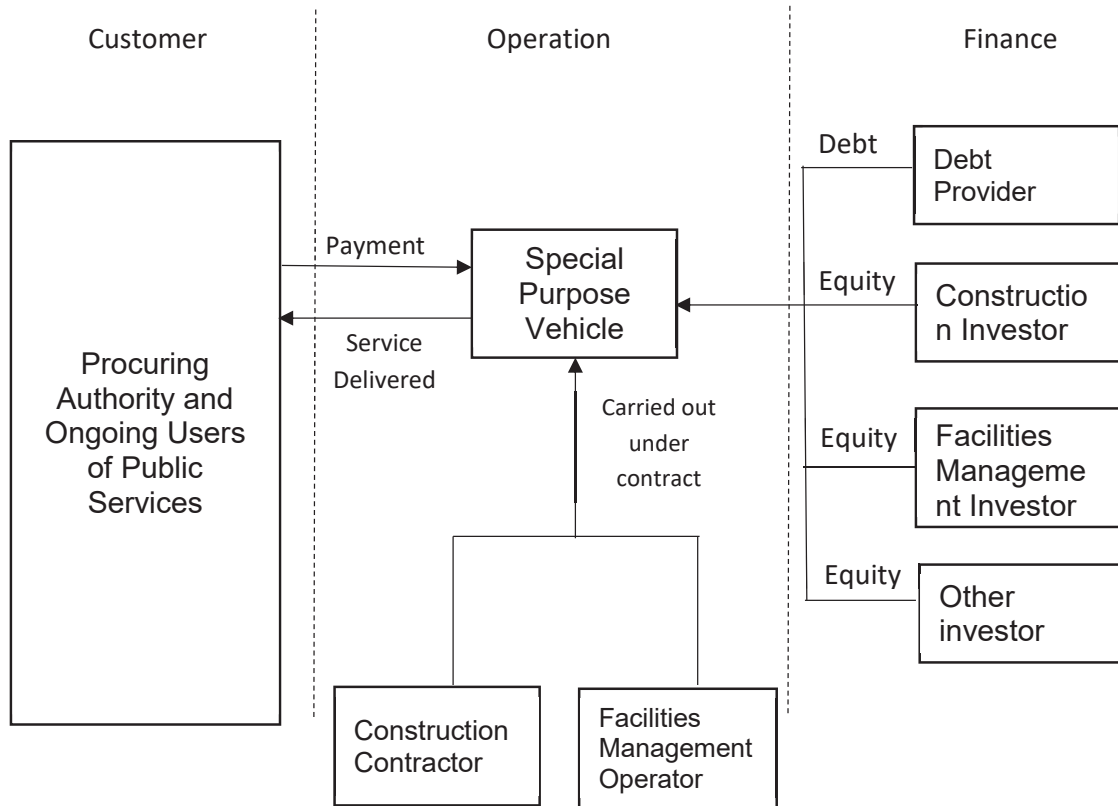 Customer
Operation
Finance
Procuring
Authority and
Ongoing Users
of Public
Services
Payment
Service
Delivered
Special
Purpose
Vehicle
Carried out
under
contract
Construction
Contractor
Facilities
Management
Operator
Debt
Debt
Provider
Equity
Constructio
n Investor
Equity
Facilities
Manageme
nt Investor
Equity
Other
investor